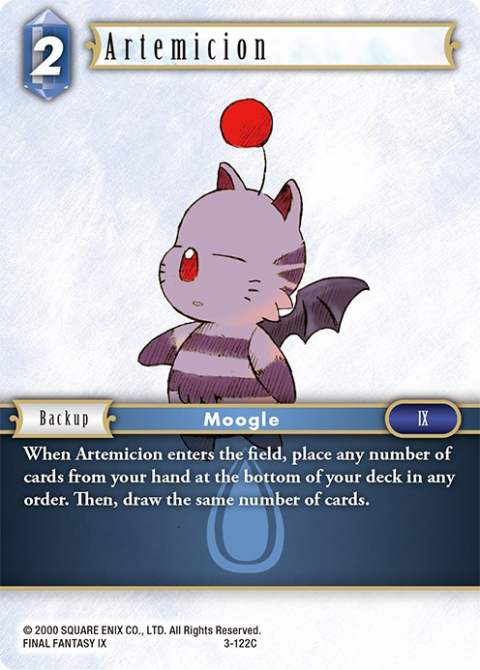 2
Artemicion
Backup
Moogle
IX
When Artemicion enters the field, place any number of
cards from your hand at the bottom of your deck in any
order. Then, draw the same number of cards.
© 2000 SQUARE ENIX CO., LTD. All Rights Reserved.
FINAL FANTASY IX
3-122C